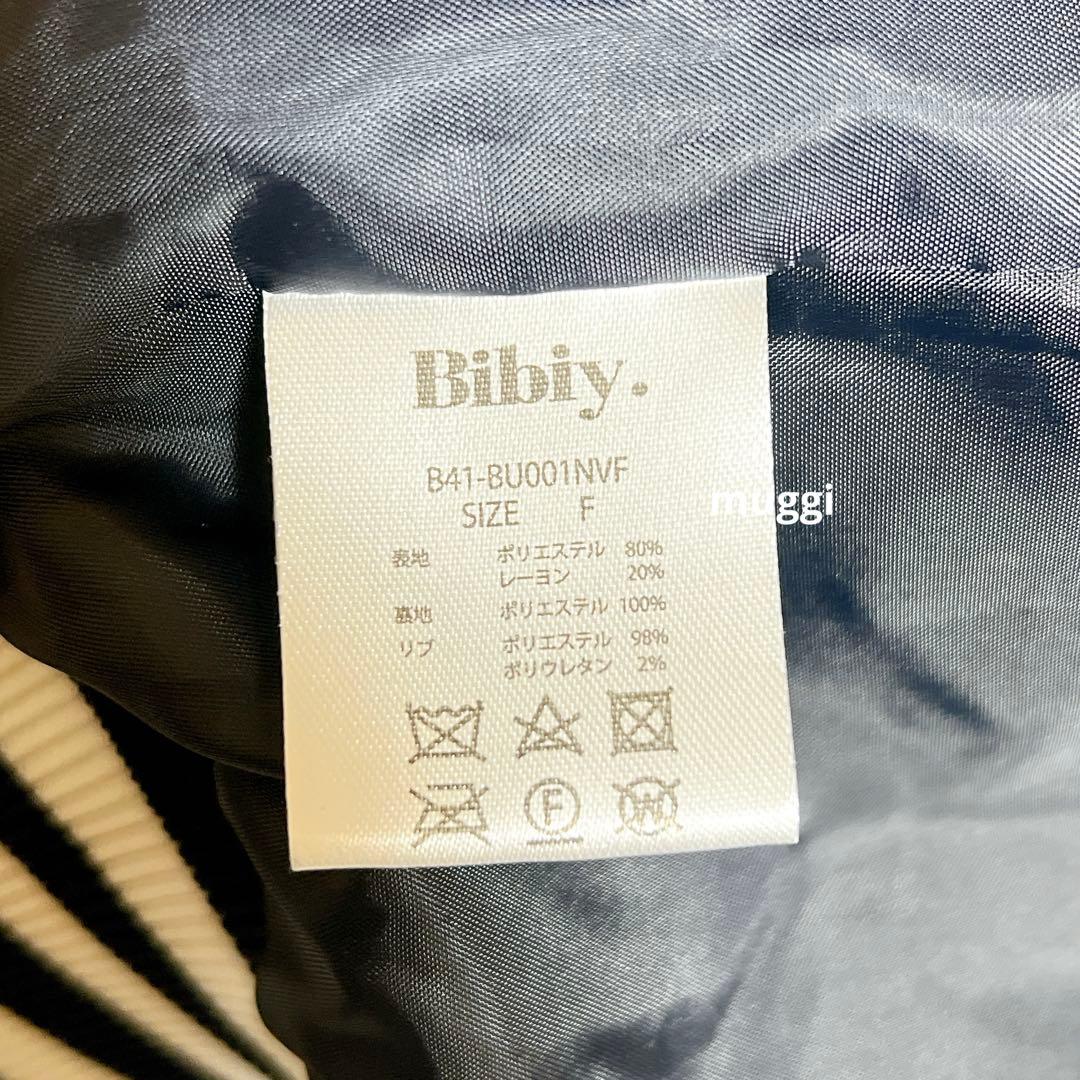 Bibiy.
B41-BU001NVF
SIZE F
muggi
表地 ポリエステル 80%
レーヨン 20%
裏地 ポリエステル 100%
リブ ポリエステル 98%
ポリウレタン 2%
F
W